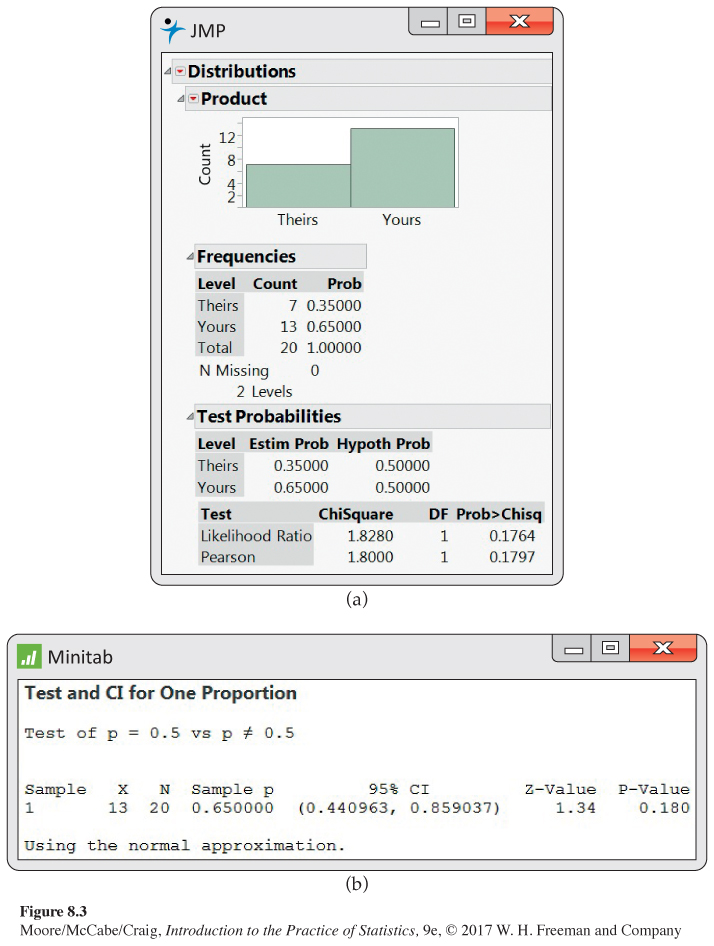 JMP
Distributions
Product
Count
12
8
4
2
Theirs Yours
Frequencies
Level Count Prob
Theirs 7 0.35000
Yours 13 0.65000
Total 20 1.00000
N Missing 0
2 Levels
Test Probabilities
Level Estim Prob Hypoth Prob
Theirs 0.35000 0.50000
Yours 0.65000 0.50000
Test ChiSquare DF Prob>Chisq
Likelihood Ratio 1.8280 1 0.1764
Pearson 1.8000 1 0.1797
(a)
Minitab
Test and CI for One Proportion
Test of p = 0.5 vs p ≠ 0.5
Sample X N Sample p 95% CI Z-Value P-Value
1 13 20 0.650000 (0.440963, 0.859037) 1.34 0.180
Using the normal approximation.
(b)
Figure 8.3
Moore/McCabe/Craig, Introduction to the Practice of Statistics, 9e, © 2017 W. H. Freeman and Company